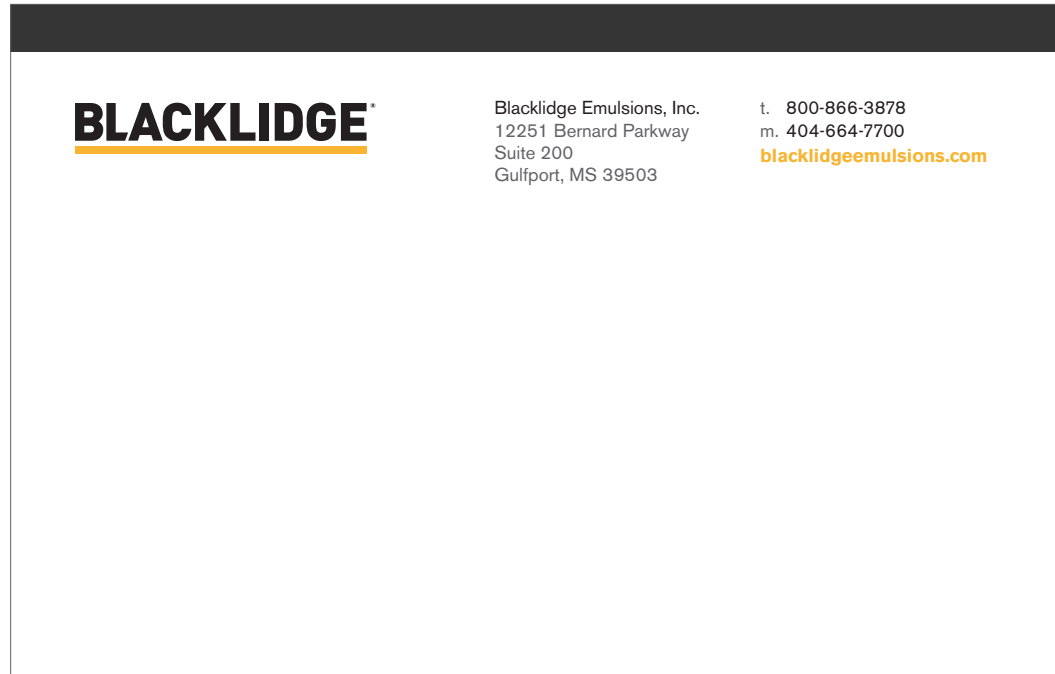 BLACKLIDGE®
Blacklidge Emulsions, Inc.
12251 Bernard Parkway
Suite 200
Gulfport, MS 39503
t. 800-866-3878
m. 404-664-7700
blacklidgeemulsions.com